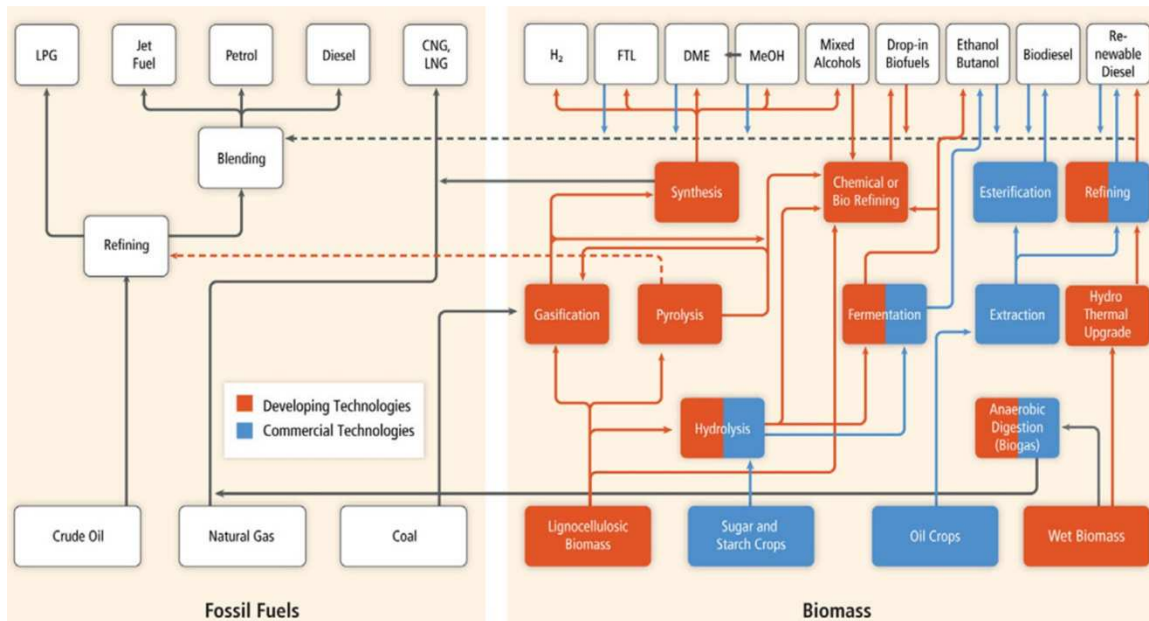 LPG
Jet
Fuel
Petrol
Diesel
CNG,
LNG
H₂
FTL
DME
MeOH
Mixed
Alcohols
Drop-in
Biofuels
Ethanol
Butanol
Biodiesel
Re-
newable
Diesel
Blending
Synthesis
Chemical or
Bio Refining
Esterification
Refining
Refining
Gasification
Pyrolysis
Fermentation
Extraction
Hydro
Thermal
Upgrade
Developing Technologies
Commercial Technologies
Hydrolysis
Anaerobic
Digestion
(Biogas)
Crude Oil
Natural Gas
Coal
Lignocellulosic
Biomass
Sugar and
Starch Crops
Oil Crops
Wet Biomass
Fossil Fuels
Biomass